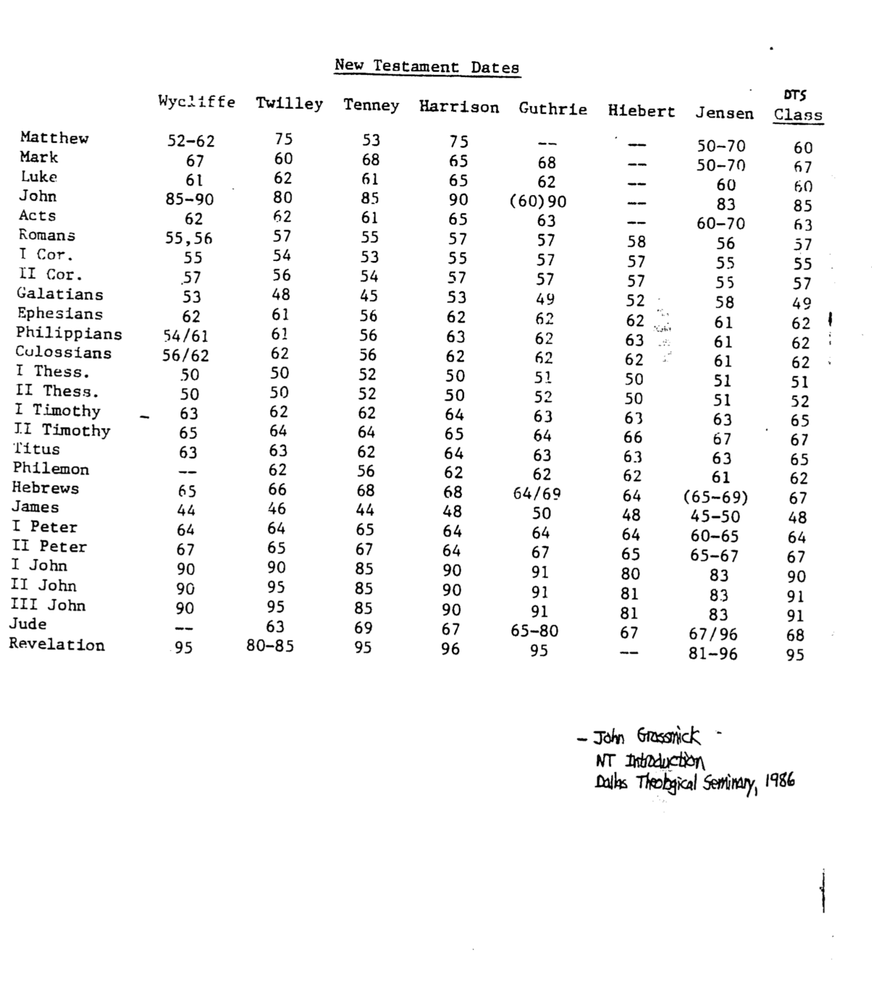 New Testament Dates
DTS
Wycliffe Twilley Tenney Harrison Guthrie Hiebert Jensen Class
Matthew 52-62 75 53 75 -- -- 50-70 60
Mark 67 60 68 65 68 -- 50-70 67
Luke 61 62 61 65 62 -- 60 60
John 85-90 80 85 90 (60)90 -- 83 85
Acts 62 62 61 65 63 -- 60-70 63
Romans 55,56 57 55 57 57 58 56 57
I Cor. 55 54 53 55 57 57 55 55
II Cor. 57 56 54 57 57 57 55 57
Galatians 53 48 45 53 49 52 58 49
Ephesians 62 61 56 62 62 62 61 62
Philippians 54/61 61 56 63 62 63 61 62
Culossians 56/62 62 56 62 62 62 61 62
I Thess. 50 50 52 50 51 50 51 51
II Thess. 50 50 52 50 52 50 51 52
I Timothy - 63 62 62 64 63 63 63 65
II Timothy 65 64 64 65 64 66 67 67
Titus 63 63 62 64 63 63 63 65
Philemon -- 62 56 62 62 62 61 62
Hebrews 65 66 68 68 64/69 64 (65-69) 67
James 44 46 44 48 50 48 45-50 48
I Peter 64 64 65 64 64 64 60-65 64
II Peter 67 65 67 64 67 65 65-67 67
I John 90 90 85 90 91 80 83 90
II John 90 95 85 90 91 81 83 91
III John 90 95 85 90 91 81 83 91
Jude -- 63 69 67 65-80 67 67/96 68
Revelation 95 80-85 95 96 95 -- 81-96 95
- John Grassmick -
NT Introduction
Dallas Theological Seminary, 1986